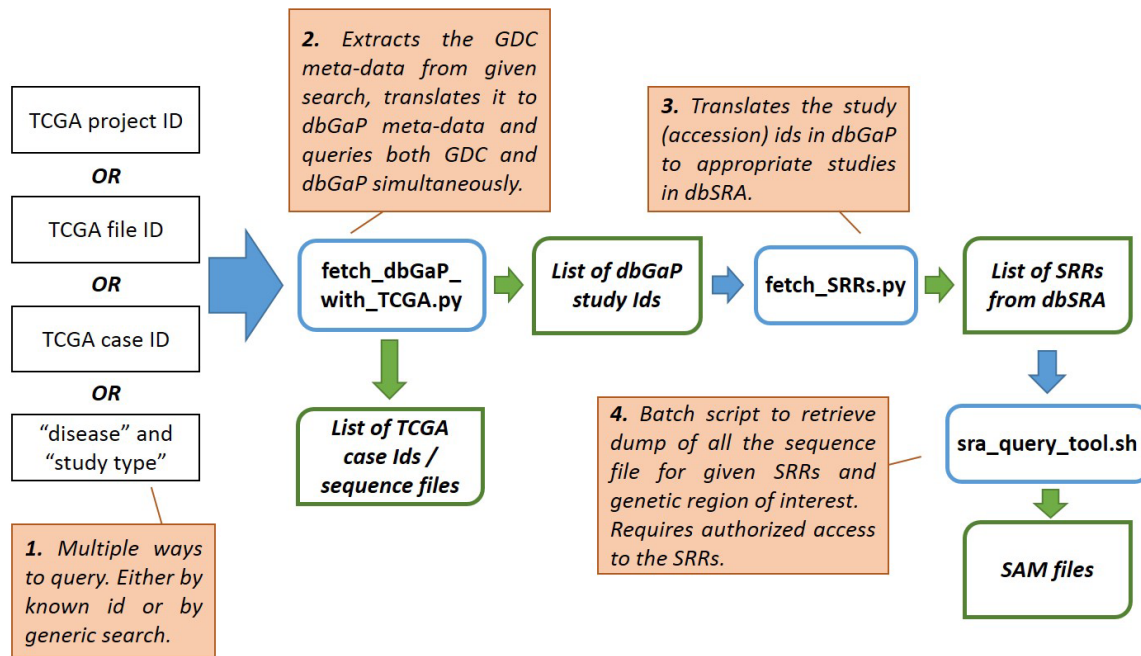 TCGA project ID
OR
TCGA file ID
OR
TCGA case ID
OR
“disease” and
“study type”
1. Multiple ways
to query. Either by
known id or by
generic search.
2. Extracts the GDC
meta-data from given
search, translates it to
dbGaP meta-data and
queries both GDC and
dbGaP simultaneously.
fetch_dbGaP_
with_TCGA.py
List of TCGA
case Ids /
sequence files
List of dbGaP
study Ids
3. Translates the study
(accession) ids in dbGaP
to appropriate studies
in dbSRA.
fetch_SRRs.py
List of SRRs
from dbSRA
4. Batch script to retrieve
dump of all the sequence
file for given SRRs and
genetic region of interest.
Requires authorized access
to the SRRs.
sra_query_tool.sh
SAM files